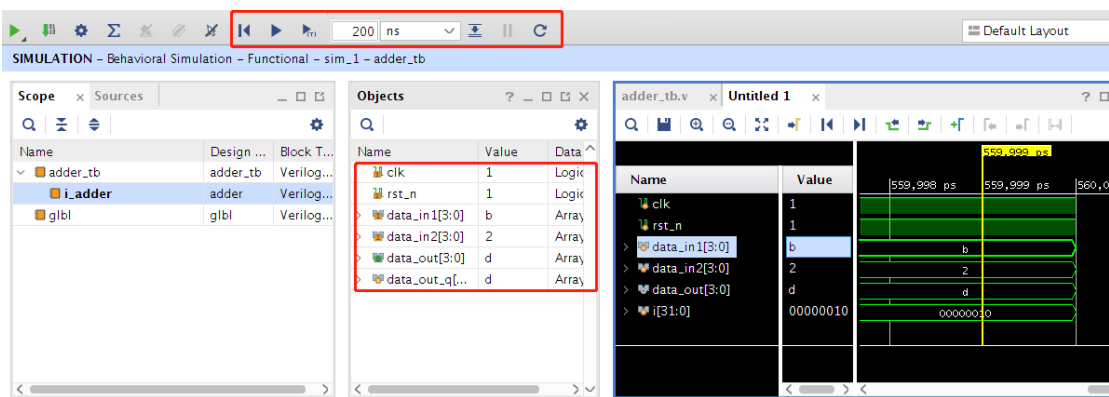 200 ns Default Layout
SIMULATION – Behavioral Simulation – Functional – sim_1 – adder_tb
Scope × Sources
Name Design ... Block T...
adder_tb adder_tb Verilog...
i_adder adder Verilog...
glbl glbl Verilog...
Objects ?
Name Value Data
clk 1 Logic
rst_n 1 Logic
data_in1[3:0] b Array
data_in2[3:0] 2 Array
data_out[3:0] d Array
data_out_q[... d Array
adder_tb.v × Untitled 1 × ?
559,999 ps
Name Value 559,998 ps 559,999 ps 560,0
clk 1
rst_n 1
data_in1[3:0] b b
data_in2[3:0] 2 2
data_out[3:0] d d
i[31:0] 00000010 00000010